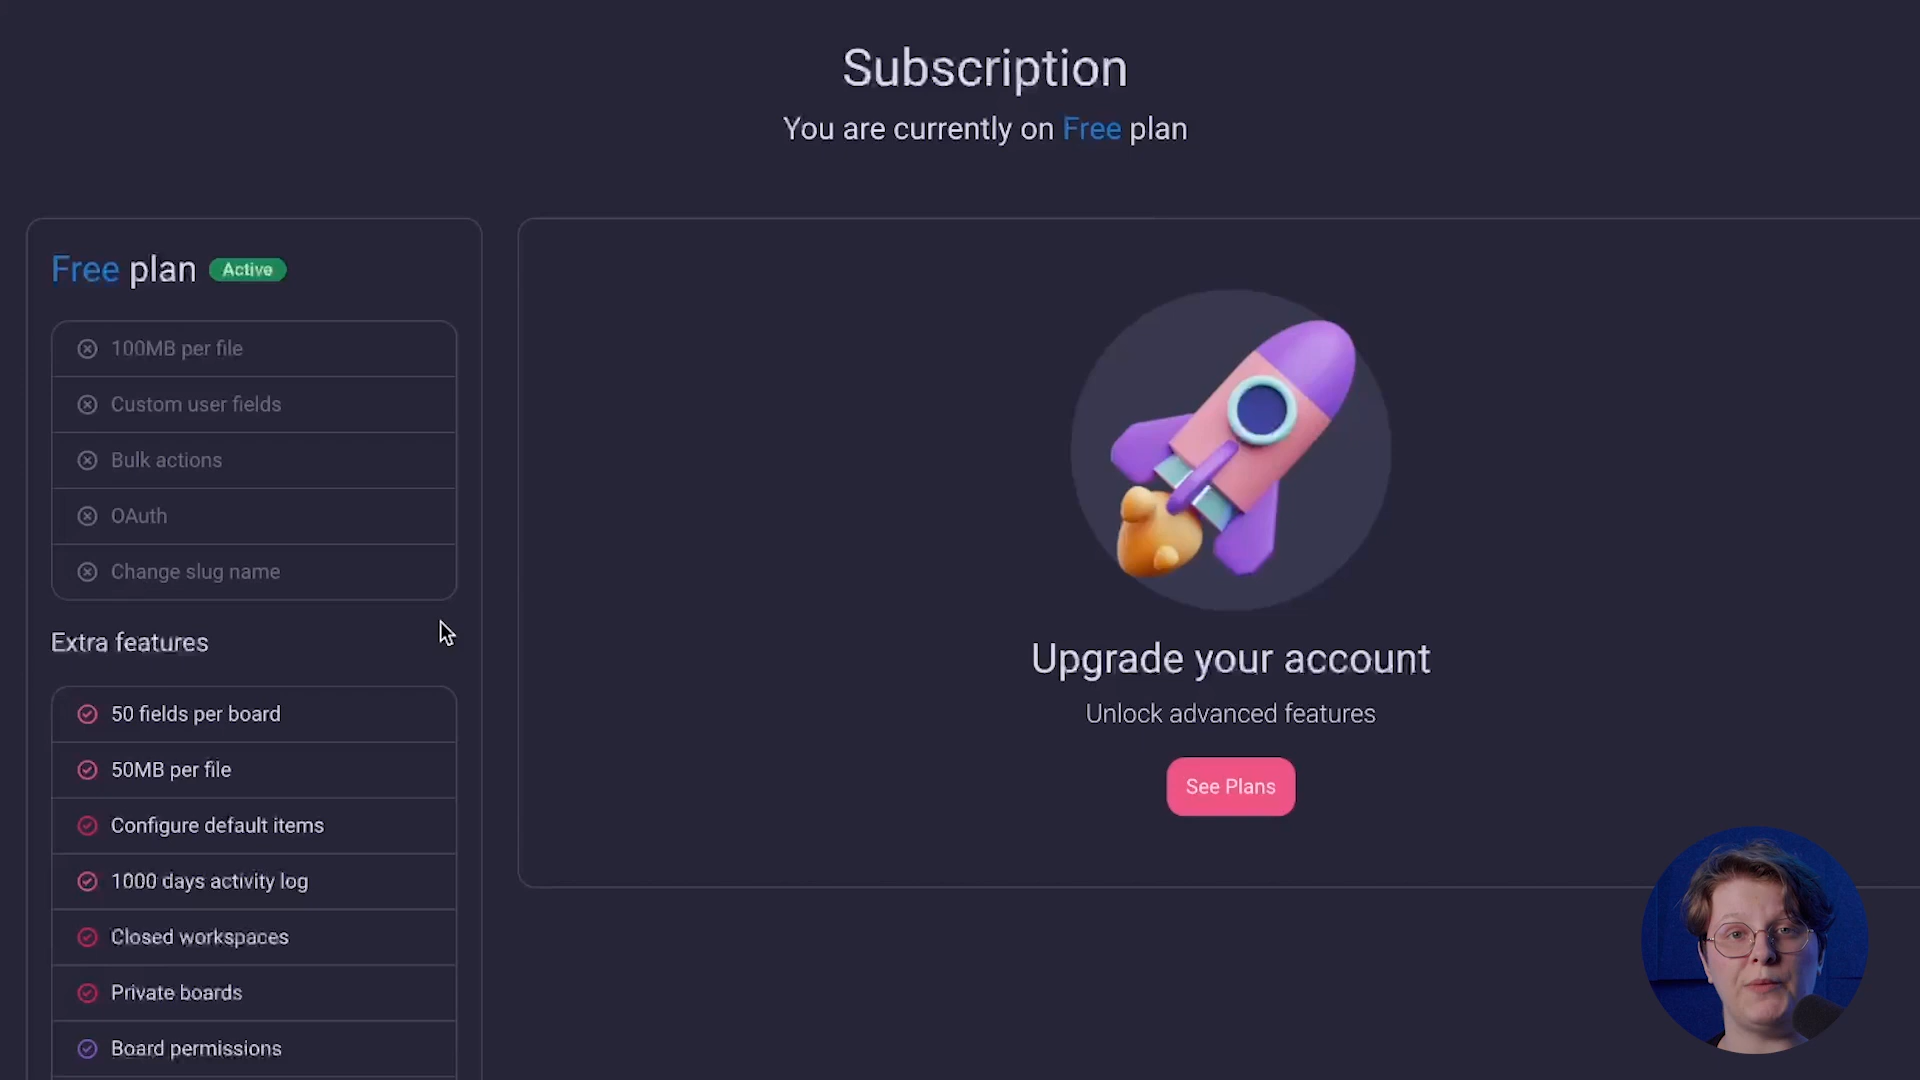 Subscription
You are currently on Free plan
Free plan Active
100MB per file
Custom user fields
Bulk actions
OAuth
Change slug name
Extra features
50 fields per board
50MB per file
Configure default items
1000 days activity log
Closed workspaces
Private boards
Board permissions
Upgrade your account
Unlock advanced features
See Plans